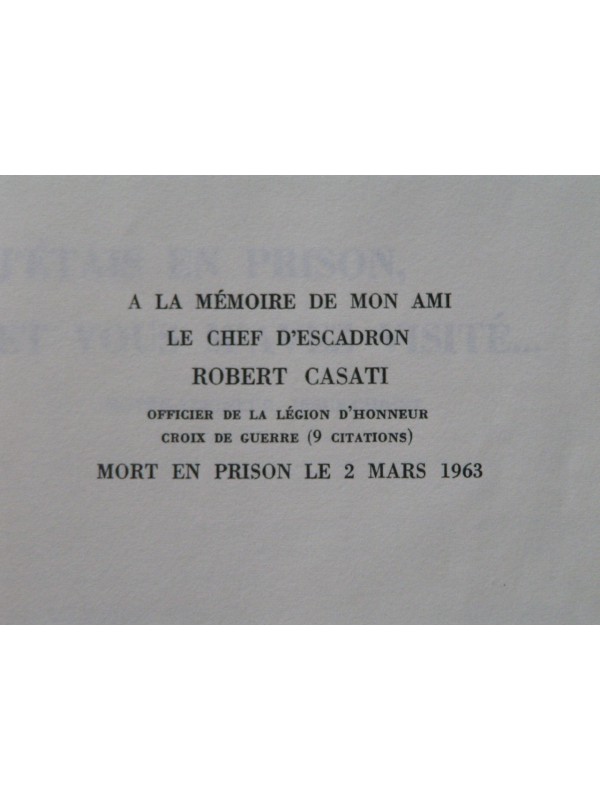 A LA MÉMOIRE DE MON AMI
LE CHEF D'ESCADRON
ROBERT CASATI
OFFICIER DE LA LÉGION D'HONNEUR
CROIX DE GUERRE (9 CITATIONS)
MORT EN PRISON LE 2 MARS 1963